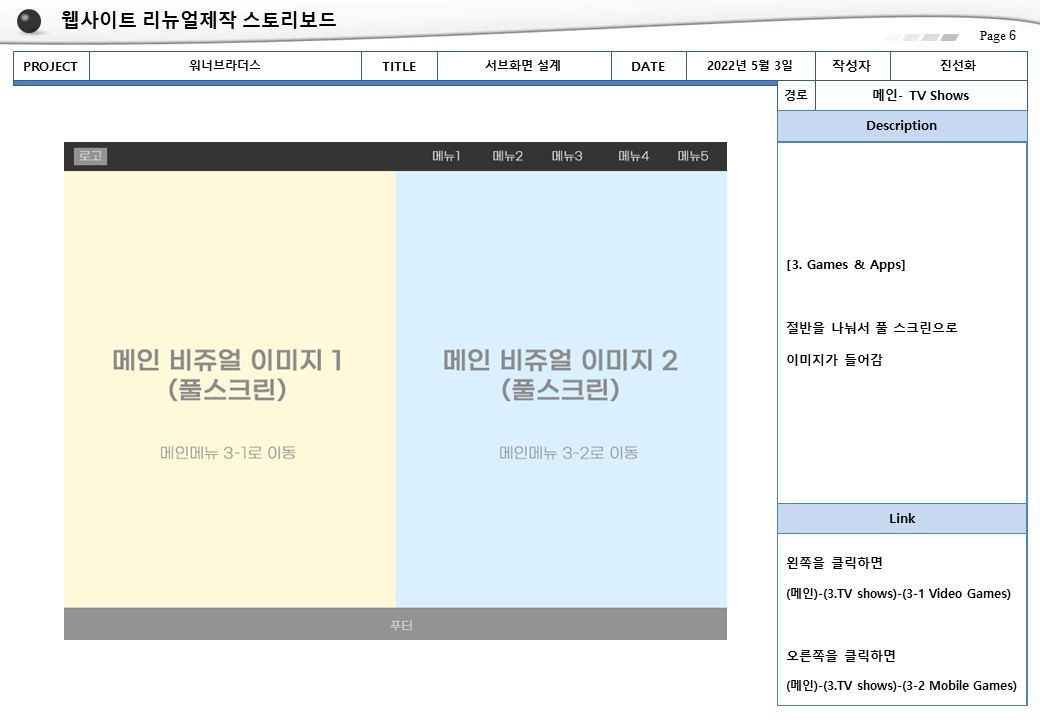 웹사이트 리뉴얼제작 스토리보드
Page 6
PROJECT 워너브라더스 TITLE 서브화면 설계 DATE 2022년 5월 3일 작성자 진선화
경로 메인- TV Shows
Description
로고 메뉴1 메뉴2 메뉴3 메뉴4 메뉴5
메인 비쥬얼 이미지 1
(풀스크린)
메인메뉴 3-1로 이동
메인 비쥬얼 이미지 2
(풀스크린)
메인메뉴 3-2로 이동
푸터
[3. Games & Apps]
절반을 나눠서 풀 스크린으로
이미지가 들어감
Link
왼쪽을 클릭하면
(메인)-(3.TV shows)-(3-1 Video Games)
오른쪽을 클릭하면
(메인)-(3.TV shows)-(3-2 Mobile Games)